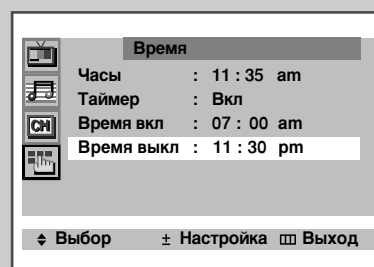 Время
Часы : 11 : 35 am
Таймер : Вкл
Время вкл : 07 : 00 am
Время выкл : 11 : 30 pm
CH
Выбор ± Настройка Выход